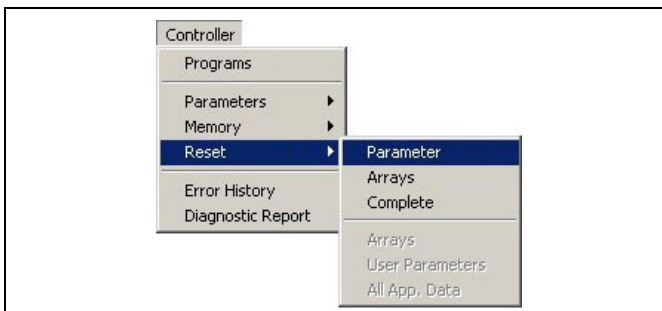 Controller
Programs
Parameters
Memory
Reset
Error History
Diagnostic Report
Parameter
Arrays
Complete
Arrays
User Parameters
All App. Data